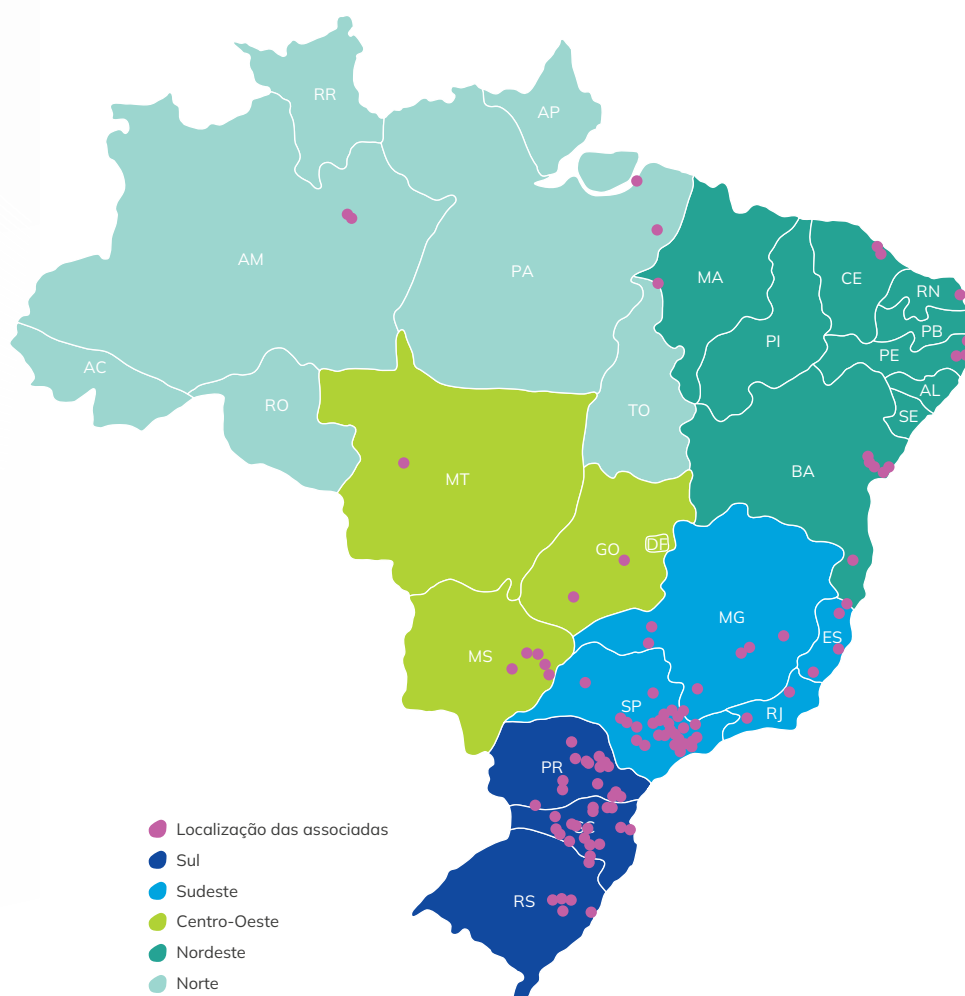 RR
AP
AM
PA
MA
CE
RN
PB
PI
PE
AC
AL
RO
TO
SE
BA
MT
GO
DF
MG
ES
MS
SP
RJ
PR
SC
RS
Localização das associadas
Sul
Sudeste
Centro-Oeste
Nordeste
Norte